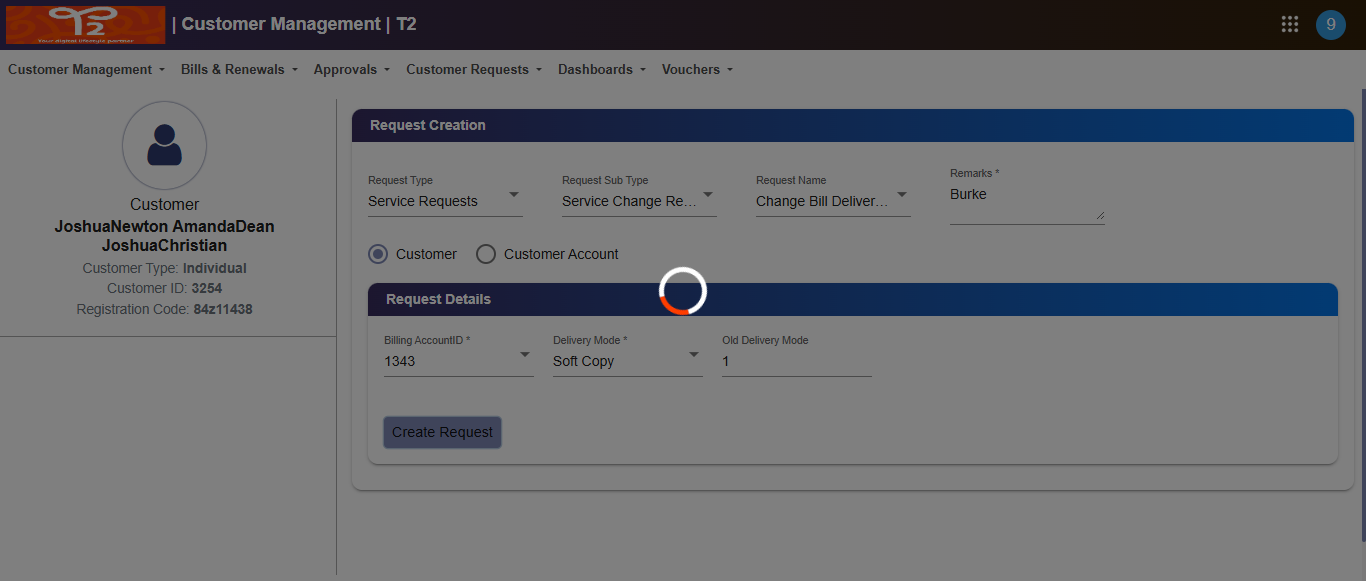 T2
Your digital lifestyle partner
| Customer Management | T2
9
Customer Management Bills & Renewals Approvals Customer Requests Dashboards Vouchers
Customer
JoshuaNewton AmandaDean
JoshuaChristian
Customer Type: Individual
Customer ID: 3254
Registration Code: 84z11438
Request Creation
Request Type
Service Requests
Request Sub Type
Service Change Re...
Request Name
Change Bill Deliver...
Remarks *
Burke
Customer Customer Account
Request Details
Billing AccountID *
1343
Delivery Mode *
Soft Copy
Old Delivery Mode
1
Create Request